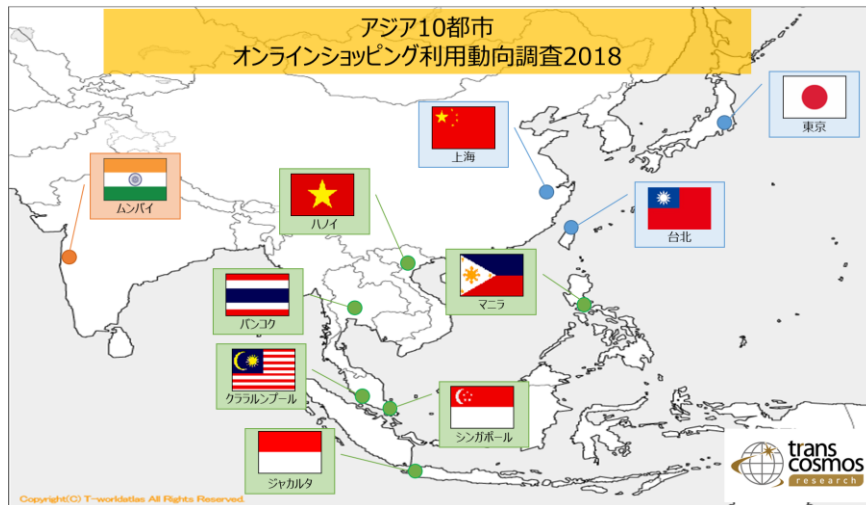 アジア10都市
オンラインショッピング利用動向調査2018
東京
上海
ムンバイ
ハノイ
台北
マニラ
バンコク
クララルンプール
シンガポール
ジャカルタ
trans
cosmos
research
Copyright(C) T-worldatlas All Rights Reserved.